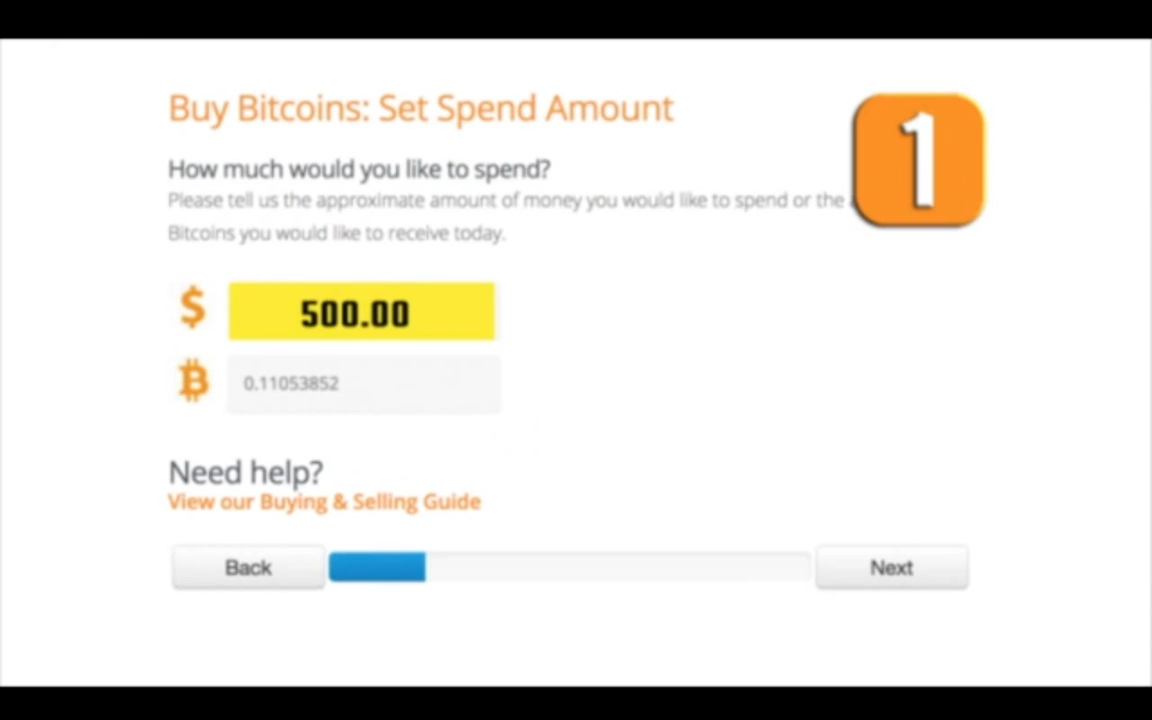 Buy Bitcoins: Set Spend Amount
1
How much would you like to spend?
Please tell us the approximate amount of money you would like to spend or the
Bitcoins you would like to receive today.
$ 500.00
₿ 0.11053852
Need help?
View our Buying & Selling Guide
Back Next